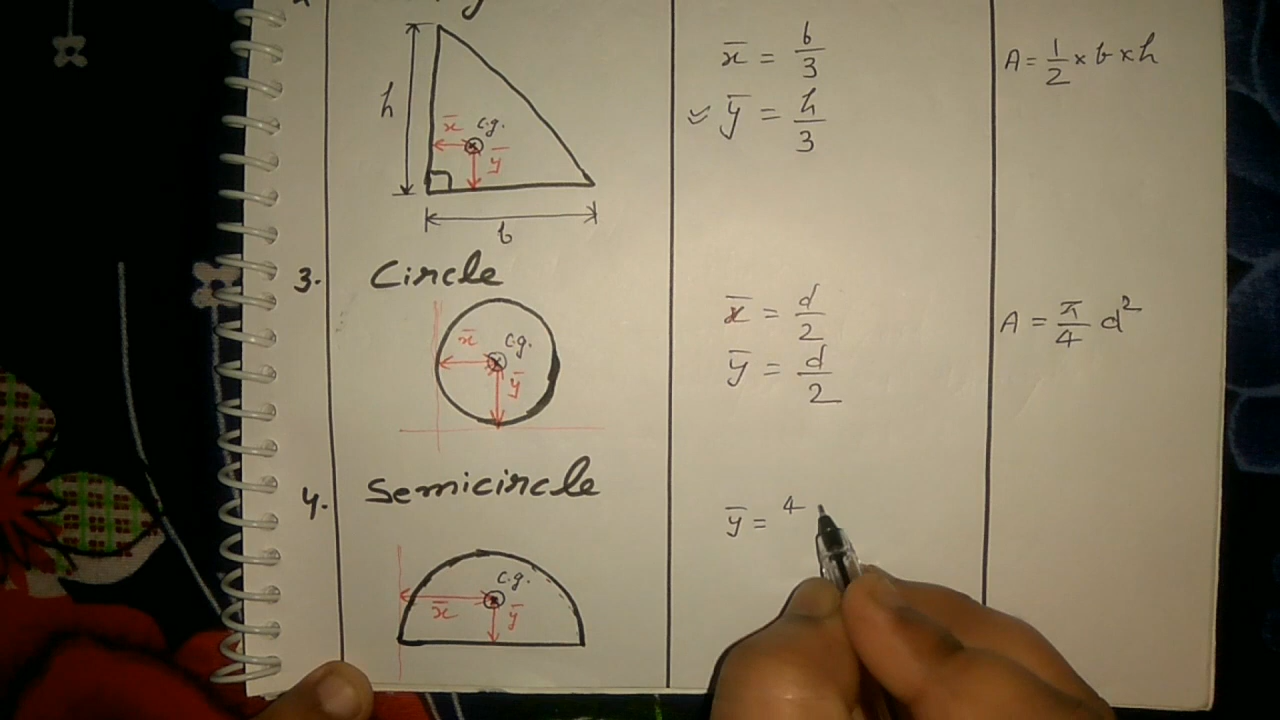 h
x̄
c.g.
ȳ
b
x̄ = b/3
ȳ = h/3
A = 1/2 × b × h
3. Circle
x̄
c.g.
ȳ
x̄ = d/2
ȳ = d/2
A = π/4 d²
4. Semicircle
c.g.
x̄
ȳ
ȳ = 4